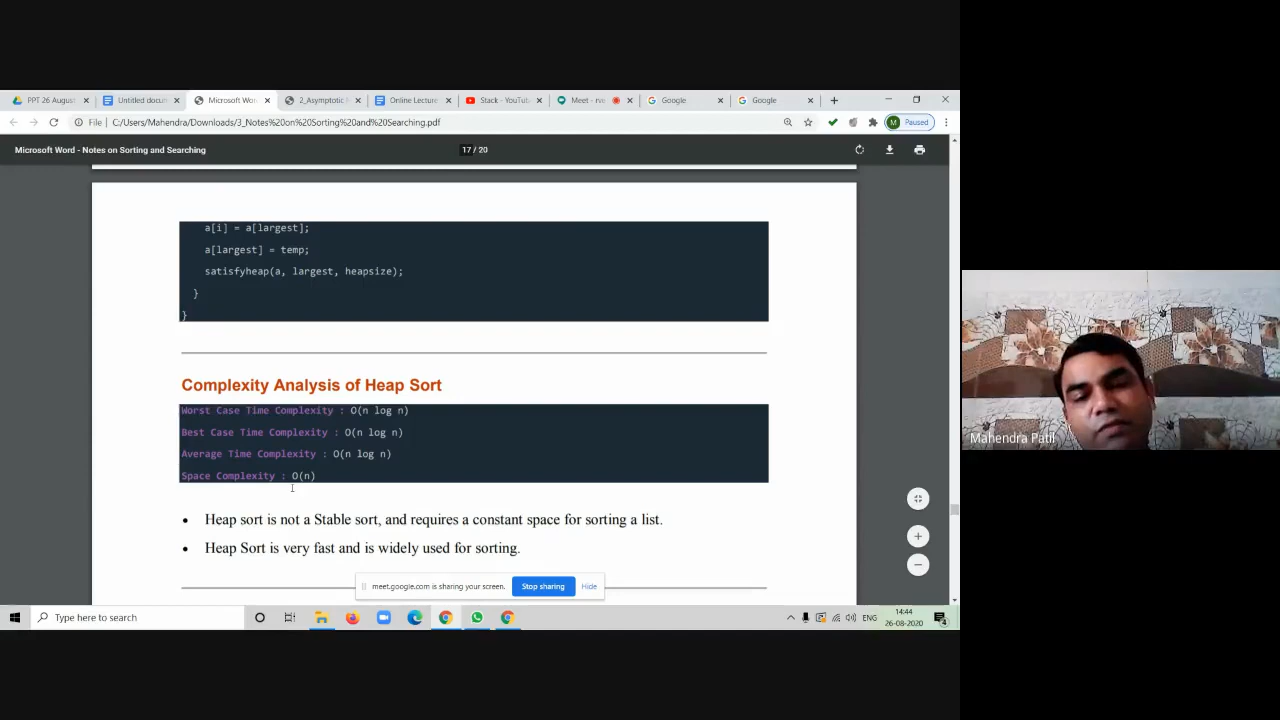 PPT 26 August
Untitled docum
Microsoft Wor
2_Asymptotic
Online Lecture
Stack - YouTu
Meet - rve
Google
Google
File
C:/Users/Mahendra/Downloads/3_Notes%20on%20Sorting%20and%20Searching.pdf
M Paused
Microsoft Word - Notes on Sorting and Searching
17 / 20
a[i] = a[largest];
a[largest] = temp;
satisfyheap(a, largest, heapsize);
}
}
Complexity Analysis of Heap Sort
Worst Case Time Complexity : O(n log n)
Best Case Time Complexity : O(n log n)
Average Time Complexity : O(n log n)
Space Complexity : O(n)
• Heap sort is not a Stable sort, and requires a constant space for sorting a list.
• Heap Sort is very fast and is widely used for sorting.
meet.google.com is sharing your screen.
Stop sharing
Hide
Mahendra Patil
Type here to search
ENG
14:44
26-08-2020
4